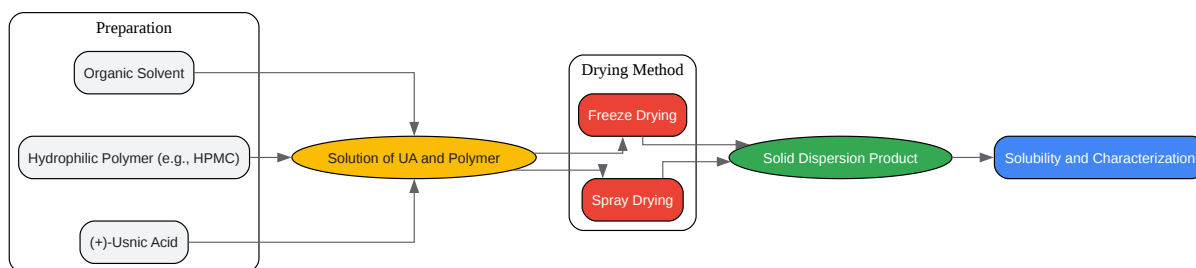 Preparation
Organic Solvent
Hydrophilic Polymer (e.g., HPMC)
(+)-Usnic Acid
Solution of UA and Polymer
Drying Method
Freeze Drying
Spray Drying
Solid Dispersion Product
Solubility and Characterization